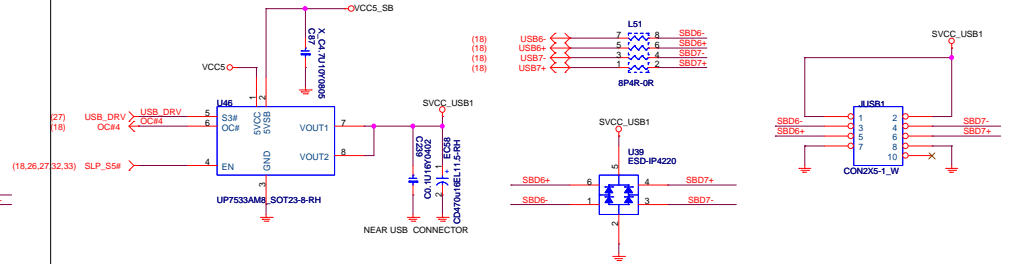 VCC5_SB
X_C4.7U10Y0805
C87
VCC5
U46
(27) USB_DRV USB_DRV 5 S3#
(18) OC#4 OC#4 6 OC#
(18,26,27,32,33) SLP_S5# 4 EN
1 5VCC
2 5VSB
GND 3
VOUT1 7
VOUT2 8
UP7533AM8_SOT23-8-RH
SVCC_USB1
C239
C0.1U16Y0402
EC58
1 + 2
CD470u16EL11.5-RH
NEAR USB CONNECTOR
L51
(18) USB6- 7 8 SBD6-
(18) USB6+ 5 6 SBD6+
(18) USB7- 3 4 SBD7-
(18) USB7+ 1 2 SBD7+
8P4R-0R
SVCC_USB1
U39
ESD-IP4220
5
SBD6+ 6 4 SBD7+
SBD6- 1 3 SBD7-
2
SVCC_USB1
JUSB1
1 2
SBD6- 3 4 SBD7-
SBD6+ 5 6 SBD7+
7 8
10
CON2X5-1_W